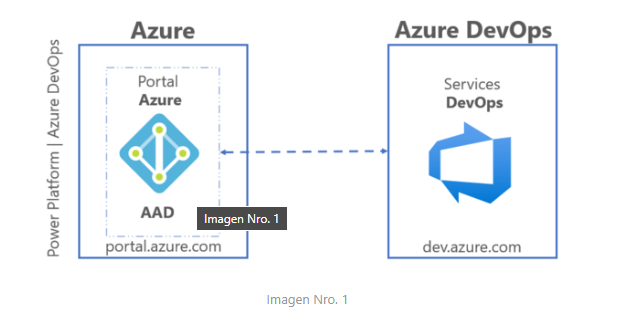 Azure
Azure DevOps
Power Platform | Azure DevOps
Portal
Azure
AAD
portal.azure.com
Services
DevOps
dev.azure.com
Imagen Nro. 1
Imagen Nro. 1